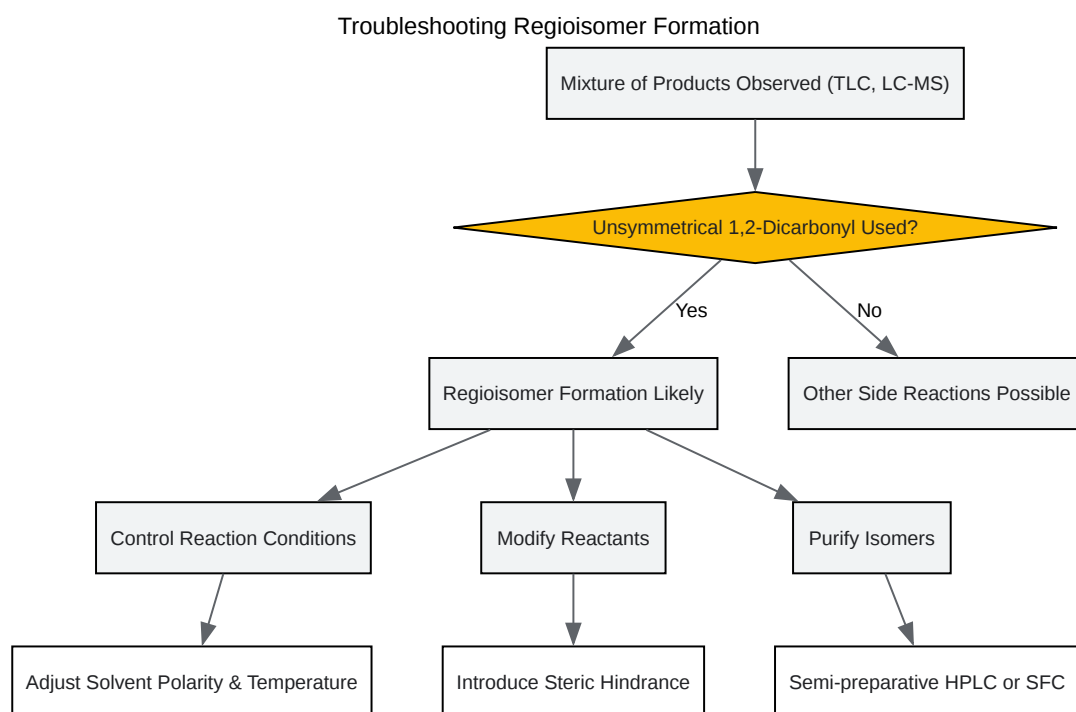 Troubleshooting Regioisomer Formation
Mixture of Products Observed (TLC, LC-MS)
Unsymmetrical 1,2-Dicarbonyl Used?
Yes
No
Regioisomer Formation Likely
Other Side Reactions Possible
Control Reaction Conditions
Modify Reactants
Purify Isomers
Adjust Solvent Polarity & Temperature
Introduce Steric Hindrance
Semi-preparative HPLC or SFC